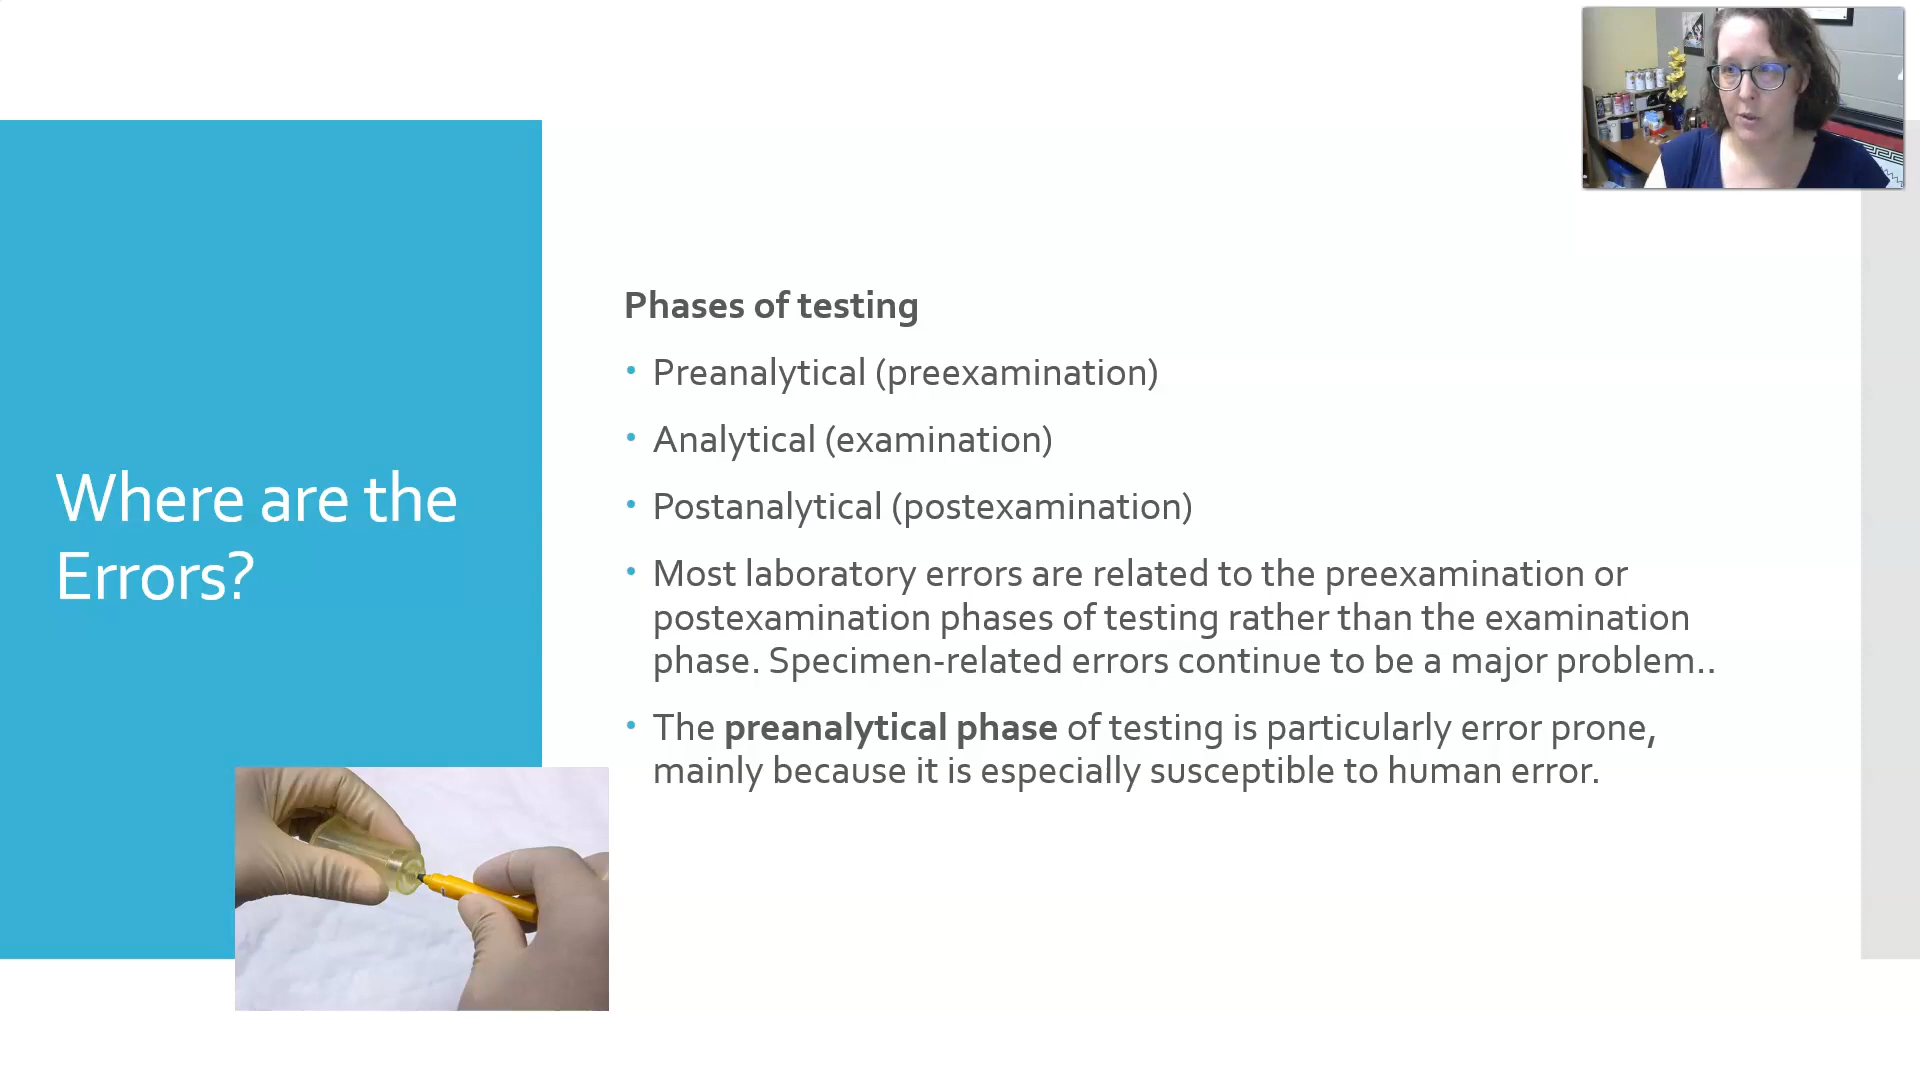 Where are the
Errors?
Phases of testing
• Preanalytical (preexamination)
• Analytical (examination)
• Postanalytical (postexamination)
• Most laboratory errors are related to the preexamination or
postexamination phases of testing rather than the examination
phase. Specimen-related errors continue to be a major problem..
• The preanalytical phase of testing is particularly error prone,
mainly because it is especially susceptible to human error.